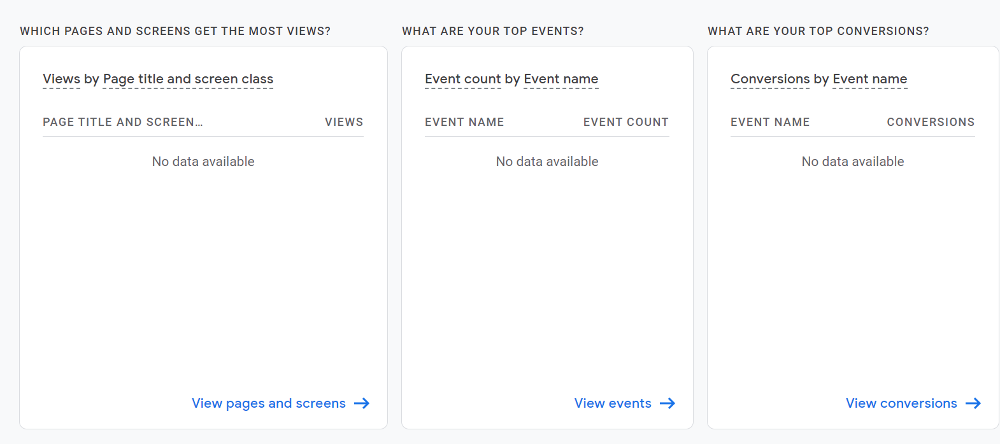 WHICH PAGES AND SCREENS GET THE MOST VIEWS?
Views by Page title and screen class
PAGE TITLE AND SCREEN... VIEWS
No data available
View pages and screens
WHAT ARE YOUR TOP EVENTS?
Event count by Event name
EVENT NAME EVENT COUNT
No data available
View events
WHAT ARE YOUR TOP CONVERSIONS?
Conversions by Event name
EVENT NAME CONVERSIONS
No data available
View conversions